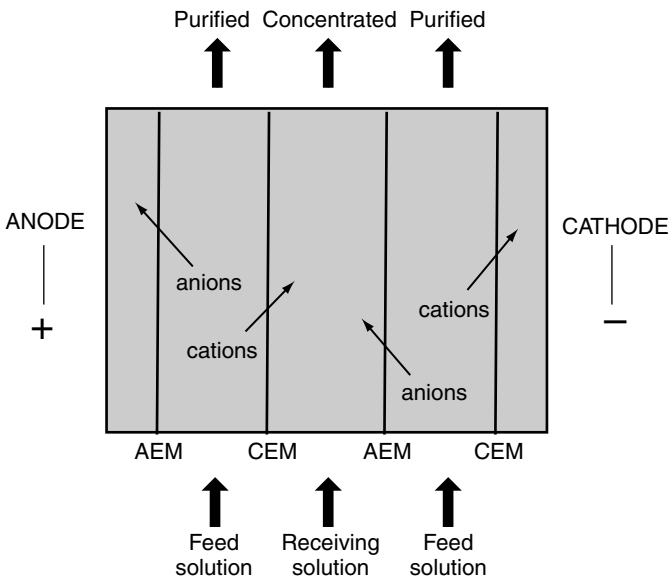 Purified Concentrated Purified
ANODE
CATHODE
+
−
anions
cations
cations
anions
AEM CEM AEM CEM
Feed solution
Receiving solution
Feed solution